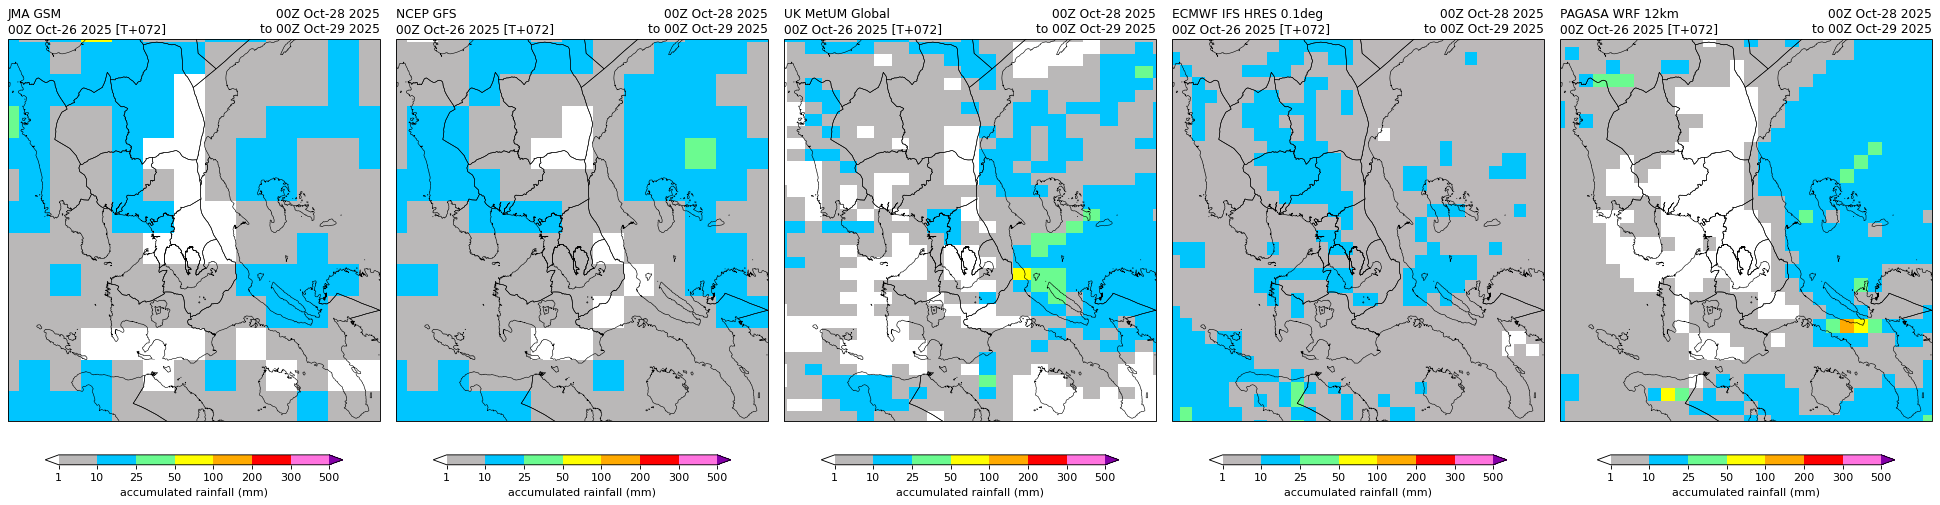 JMA GSM 00Z Oct-28 2025
00Z Oct-26 2025 [T+072] to 00Z Oct-29 2025
NCEP GFS 00Z Oct-28 2025
00Z Oct-26 2025 [T+072] to 00Z Oct-29 2025
UK MetUM Global 00Z Oct-28 2025
00Z Oct-26 2025 [T+072] to 00Z Oct-29 2025
ECMWF IFS HRES 0.1deg 00Z Oct-28 2025
00Z Oct-26 2025 [T+072] to 00Z Oct-29 2025
PAGASA WRF 12km 00Z Oct-28 2025
00Z Oct-26 2025 [T+072] to 00Z Oct-29 2025
1 10 25 50 100 200 300 500
accumulated rainfall (mm)
1 10 25 50 100 200 300 500
accumulated rainfall (mm)
1 10 25 50 100 200 300 500
accumulated rainfall (mm)
1 10 25 50 100 200 300 500
accumulated rainfall (mm)
1 10 25 50 100 200 300 500
accumulated rainfall (mm)